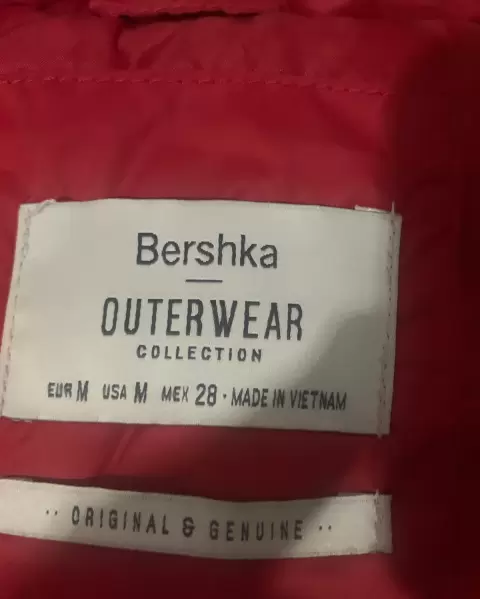 Bershka
OUTERWEAR
COLLECTION
EUR M USA M MEX 28 · MADE IN VIETNAM
·· ORIGINAL & GENUINE ··